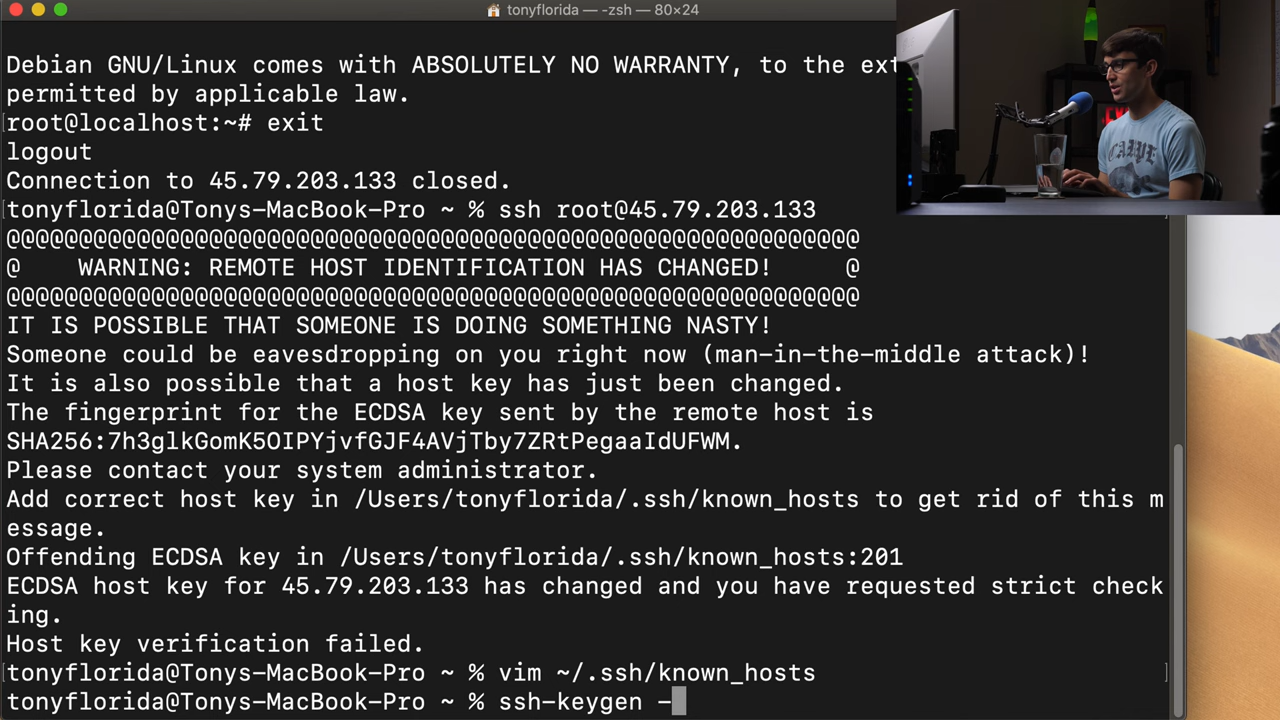 tonyflorida — -zsh — 80×24
Debian GNU/Linux comes with ABSOLUTELY NO WARRANTY, to the ext
permitted by applicable law.
[root@localhost:~# exit
logout
Connection to 45.79.203.133 closed.
[tonyflorida@Tonys-MacBook-Pro ~ % ssh root@45.79.203.133 ]
@@@@@@@@@@@@@@@@@@@@@@@@@@@@@@@@@@@@@@@@@@@@@@@@@@@@@@@@@@@
@    WARNING: REMOTE HOST IDENTIFICATION HAS CHANGED!     @
@@@@@@@@@@@@@@@@@@@@@@@@@@@@@@@@@@@@@@@@@@@@@@@@@@@@@@@@@@@
IT IS POSSIBLE THAT SOMEONE IS DOING SOMETHING NASTY!
Someone could be eavesdropping on you right now (man-in-the-middle attack)!
It is also possible that a host key has just been changed.
The fingerprint for the ECDSA key sent by the remote host is
SHA256:7h3glkGomK5OIPYjvfGJF4AVjTby7ZRtPegaaIdUFWM.
Please contact your system administrator.
Add correct host key in /Users/tonyflorida/.ssh/known_hosts to get rid of this m
essage.
Offending ECDSA key in /Users/tonyflorida/.ssh/known_hosts:201
ECDSA host key for 45.79.203.133 has changed and you have requested strict check
ing.
Host key verification failed.
[tonyflorida@Tonys-MacBook-Pro ~ % vim ~/.ssh/known_hosts ]
tonyflorida@Tonys-MacBook-Pro ~ % ssh-keygen -